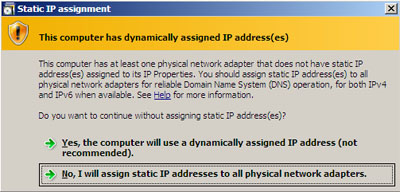 Static IP assignment
This computer has dynamically assigned IP address(es)
This computer has at least one physical network adapter that does not have static IP
address(es) assigned to its IP Properties. You should assign static IP address(es) to all
physical network adapters for reliable Domain Name System (DNS) operation, for both IPv4
and IPv6 when available. See Help for more information.
Do you want to continue without assigning static IP address(es)?
Yes, the computer will use a dynamically assigned IP address (not
recommended).
No, I will assign static IP addresses to all physical network adapters.